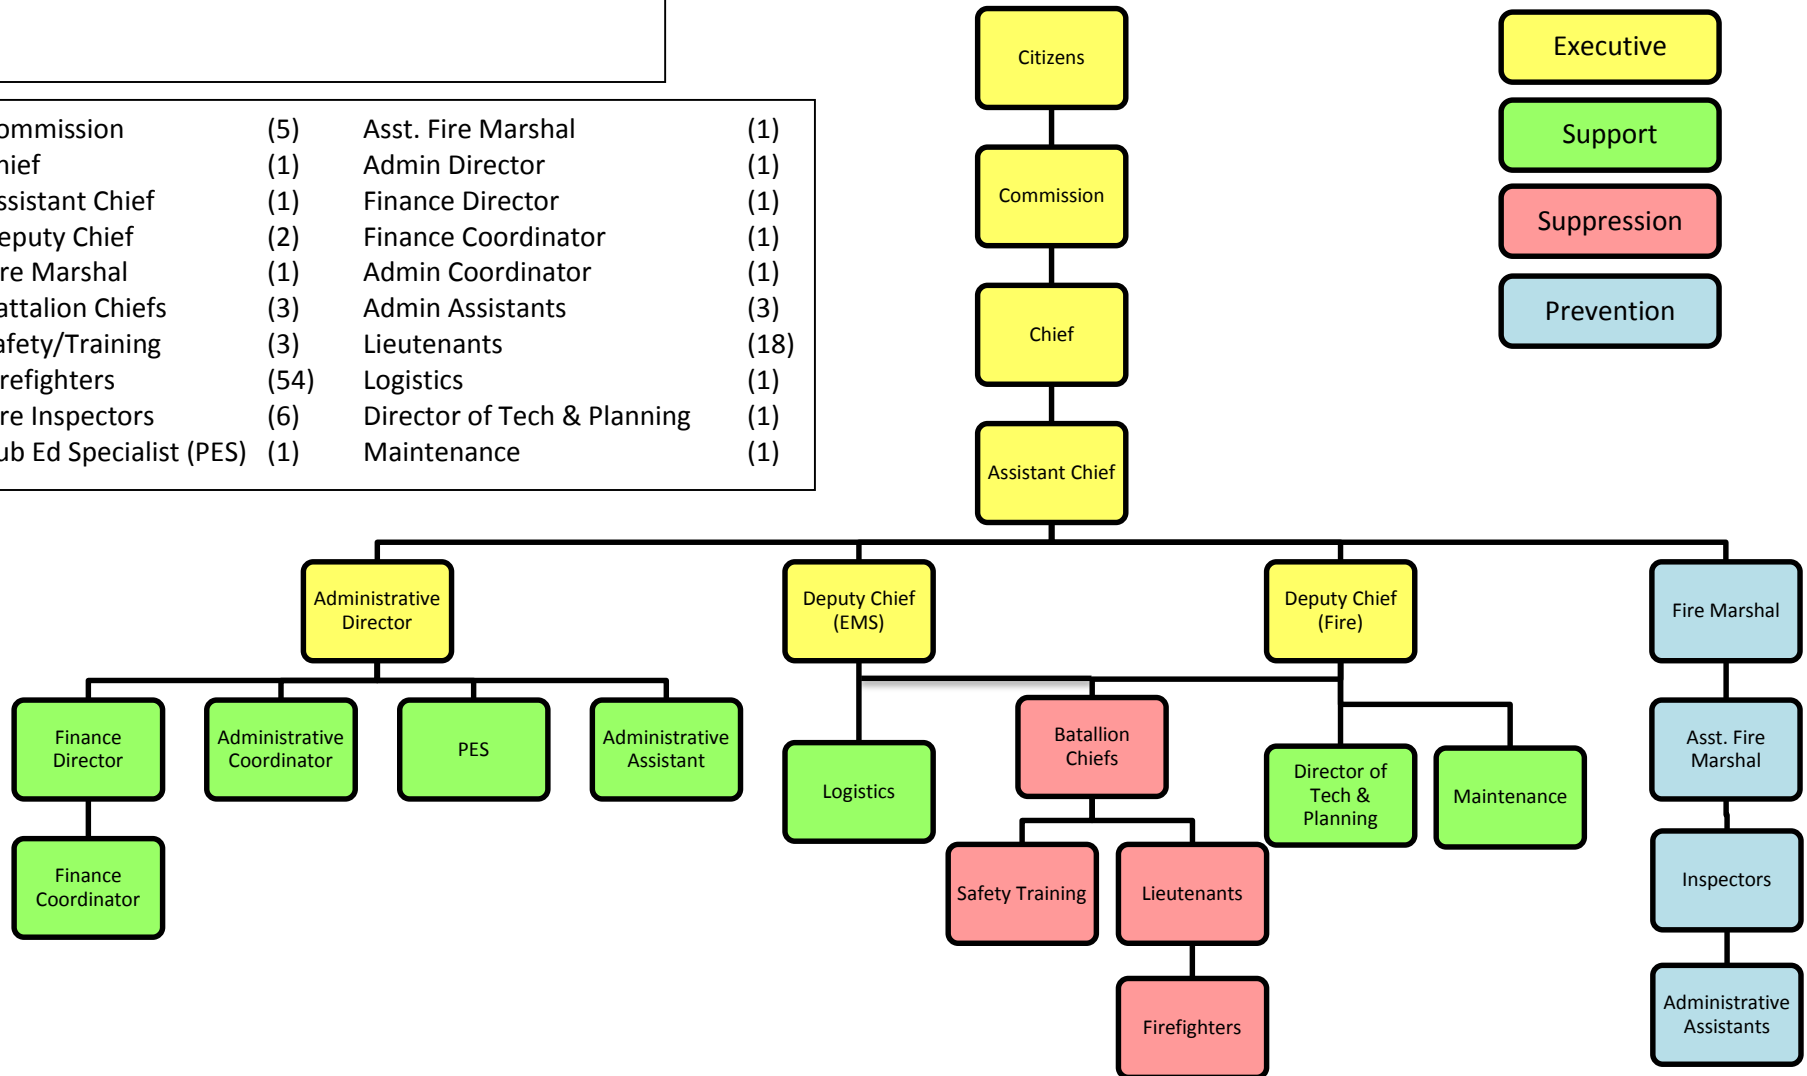 ommission (5) Asst. Fire Marshal (1)
hief (1) Admin Director (1)
ssistant Chief (1) Finance Director (1)
eputy Chief (2) Finance Coordinator (1)
re Marshal (1) Admin Coordinator (1)
attalion Chiefs (3) Admin Assistants (3)
afety/Training (3) Lieutenants (18)
refighters (54) Logistics (1)
re Inspectors (6) Director of Tech & Planning (1)
ub Ed Specialist (PES) (1) Maintenance (1)
Citizens
Commission
Chief
Assistant Chief
Executive
Support
Suppression
Prevention
Administrative
Director
Deputy Chief
(EMS)
Deputy Chief
(Fire)
Fire Marshal
Finance
Director
Administrative
Coordinator
PES
Administrative
Assistant
Logistics
Batallion
Chiefs
Director of
Tech &
Planning
Maintenance
Asst. Fire
Marshal
Finance
Coordinator
Safety Training
Lieutenants
Inspectors
Firefighters
Administrative
Assistants